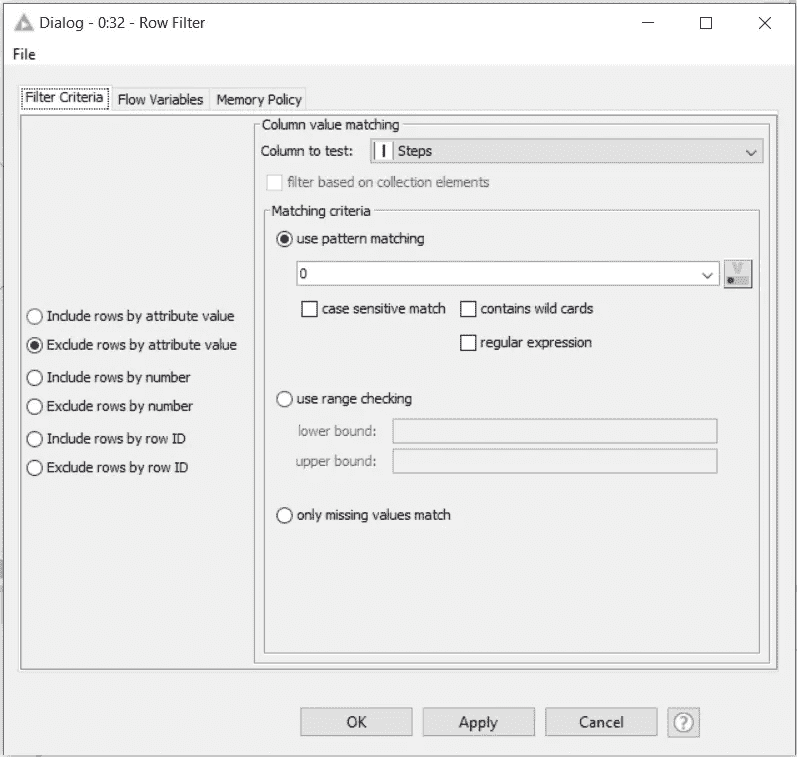 Dialog - 0:32 - Row Filter
File
Filter Criteria Flow Variables Memory Policy
Column value matching
Column to test: I Steps
filter based on collection elements
Matching criteria
use pattern matching
0
case sensitive match contains wild cards
regular expression
Include rows by attribute value
Exclude rows by attribute value
Include rows by number
Exclude rows by number
Include rows by row ID
Exclude rows by row ID
use range checking
lower bound:
upper bound:
only missing values match
OK Apply Cancel ?